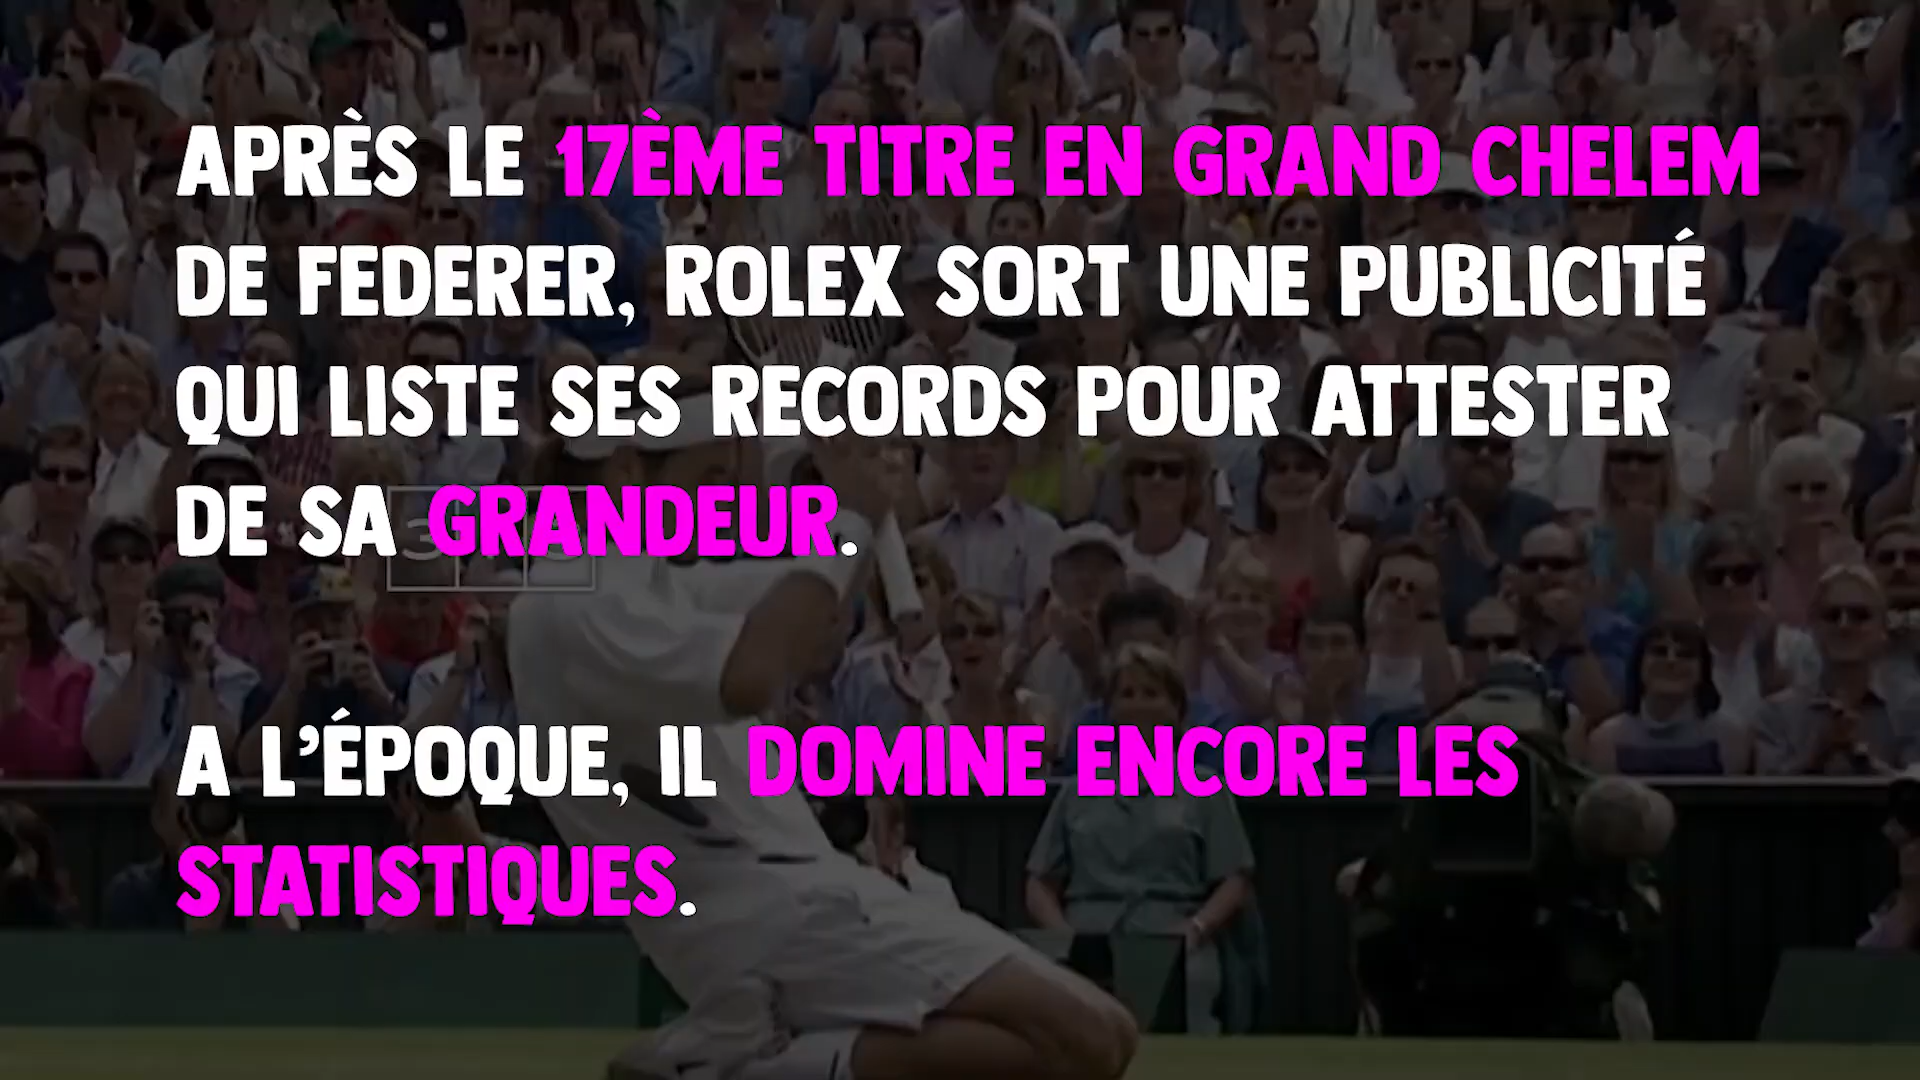 APRÈS LE 17ÈME TITRE EN GRAND CHELEM
DE FEDERER, ROLEX SORT UNE PUBLICITÉ
QUI LISTE SES RECORDS POUR ATTESTER
DE SA GRANDEUR.
A L’ÉPOQUE, IL DOMINE ENCORE LES
STATISTIQUES.